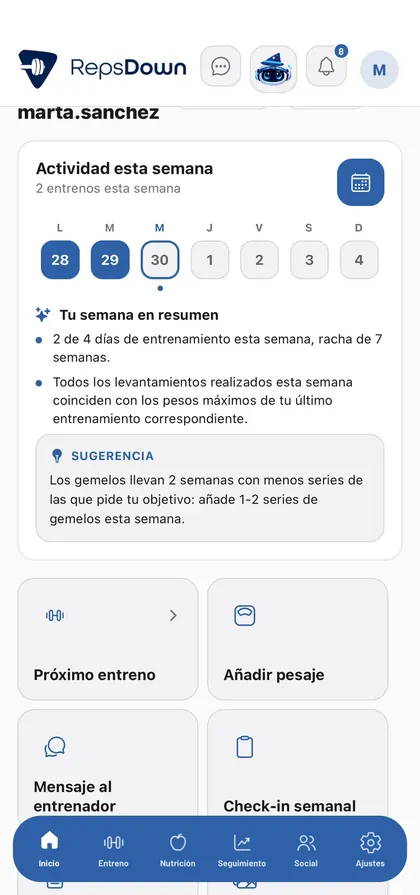 RepsDown
8
M
marta.sanchez
Actividad esta semana
2 entrenos esta semana
L M M J V S D
28 29 30 1 2 3 4
Tu semana en resumen
2 de 4 días de entrenamiento esta semana, racha de 7
semanas.
Todos los levantamientos realizados esta semana
coinciden con los pesos máximos de tu último
entrenamiento correspondiente.
SUGERENCIA
Los gemelos llevan 2 semanas con menos series de
las que pide tu objetivo: añade 1-2 series de
gemelos esta semana.
Próximo entreno
Añadir pesaje
Mensaje al
entrenador
Check-in semanal
Inicio Entreno Nutrición Seguimiento Social Ajustes